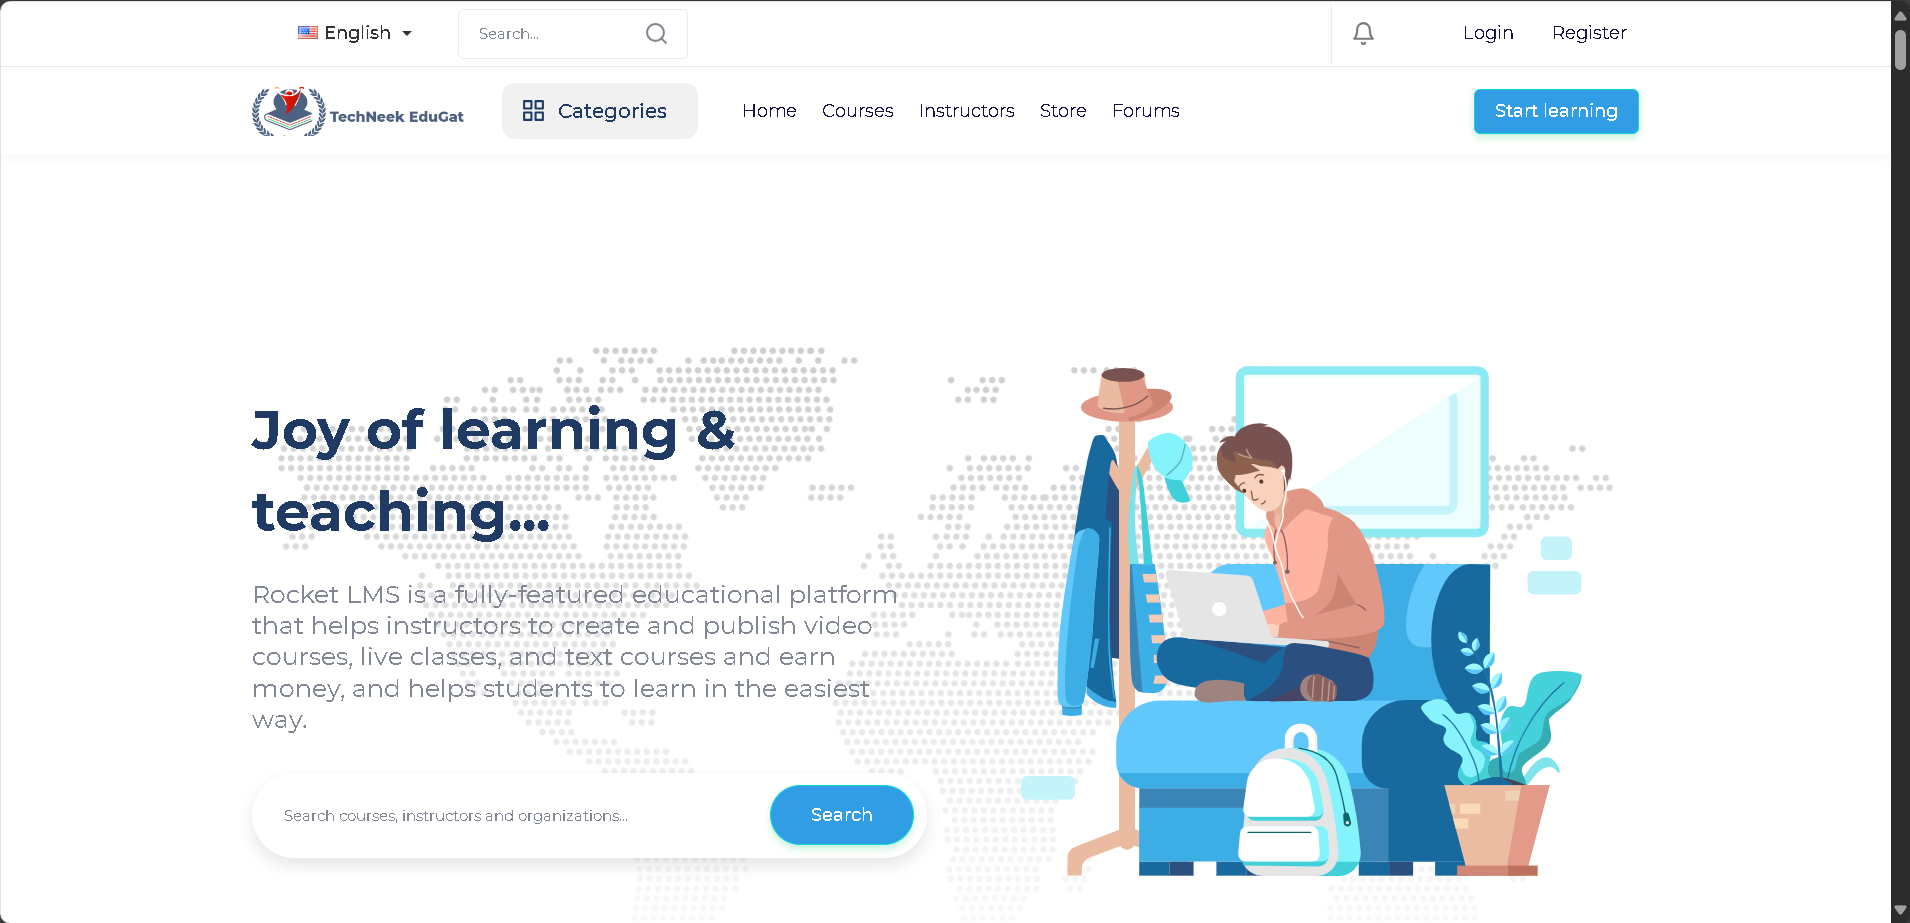 English
Search...
Login
Register
TechNeek EduGat
Categories
Home
Courses
Instructors
Store
Forums
Start learning
Joy of learning &
teaching...
Rocket LMS is a fully-featured educational platform
that helps instructors to create and publish video
courses, live classes, and text courses and earn
money, and helps students to learn in the easiest
way.
Search courses, instructors and organizations...
Search